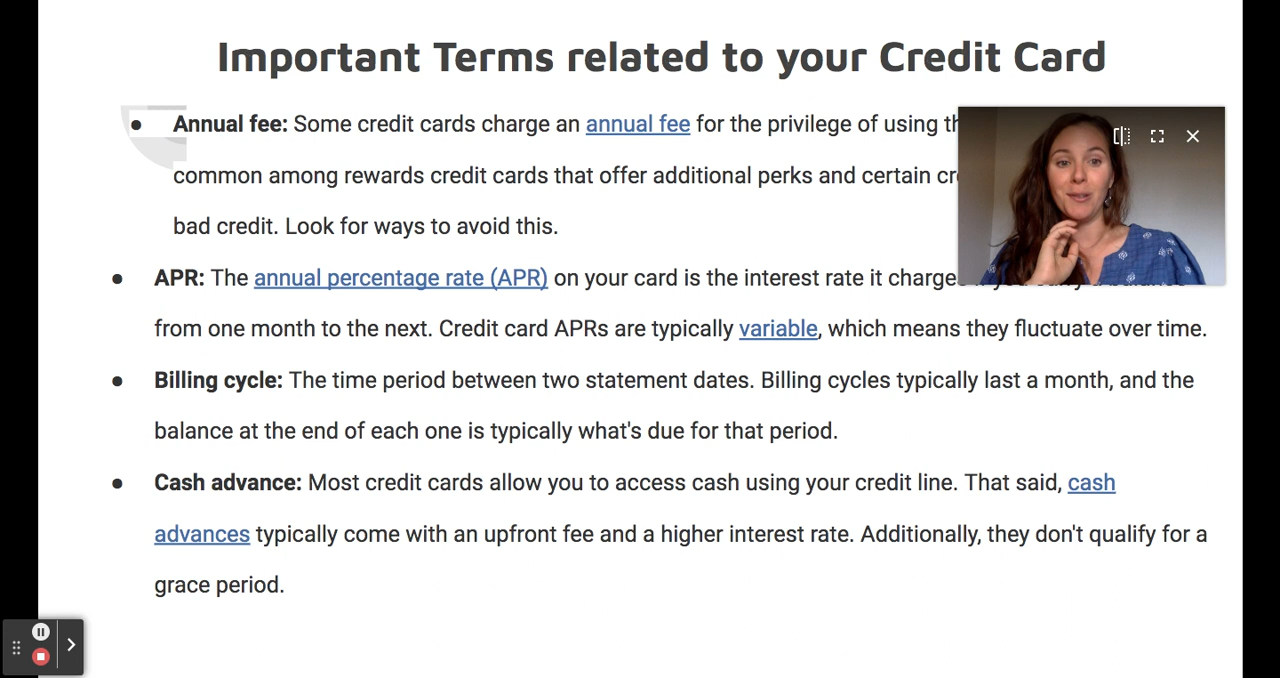 Important Terms related to your Credit Card
● Annual fee: Some credit cards charge an annual fee for the privilege of using
common among rewards credit cards that offer additional perks and certain
bad credit. Look for ways to avoid this.
● APR: The annual percentage rate (APR) on your card is the interest rate it charges
from one month to the next. Credit card APRs are typically variable, which means they fluctuate over time.
● Billing cycle: The time period between two statement dates. Billing cycles typically last a month, and the
balance at the end of each one is typically what's due for that period.
● Cash advance: Most credit cards allow you to access cash using your credit line. That said, cash
advances typically come with an upfront fee and a higher interest rate. Additionally, they don't qualify for a
grace period.